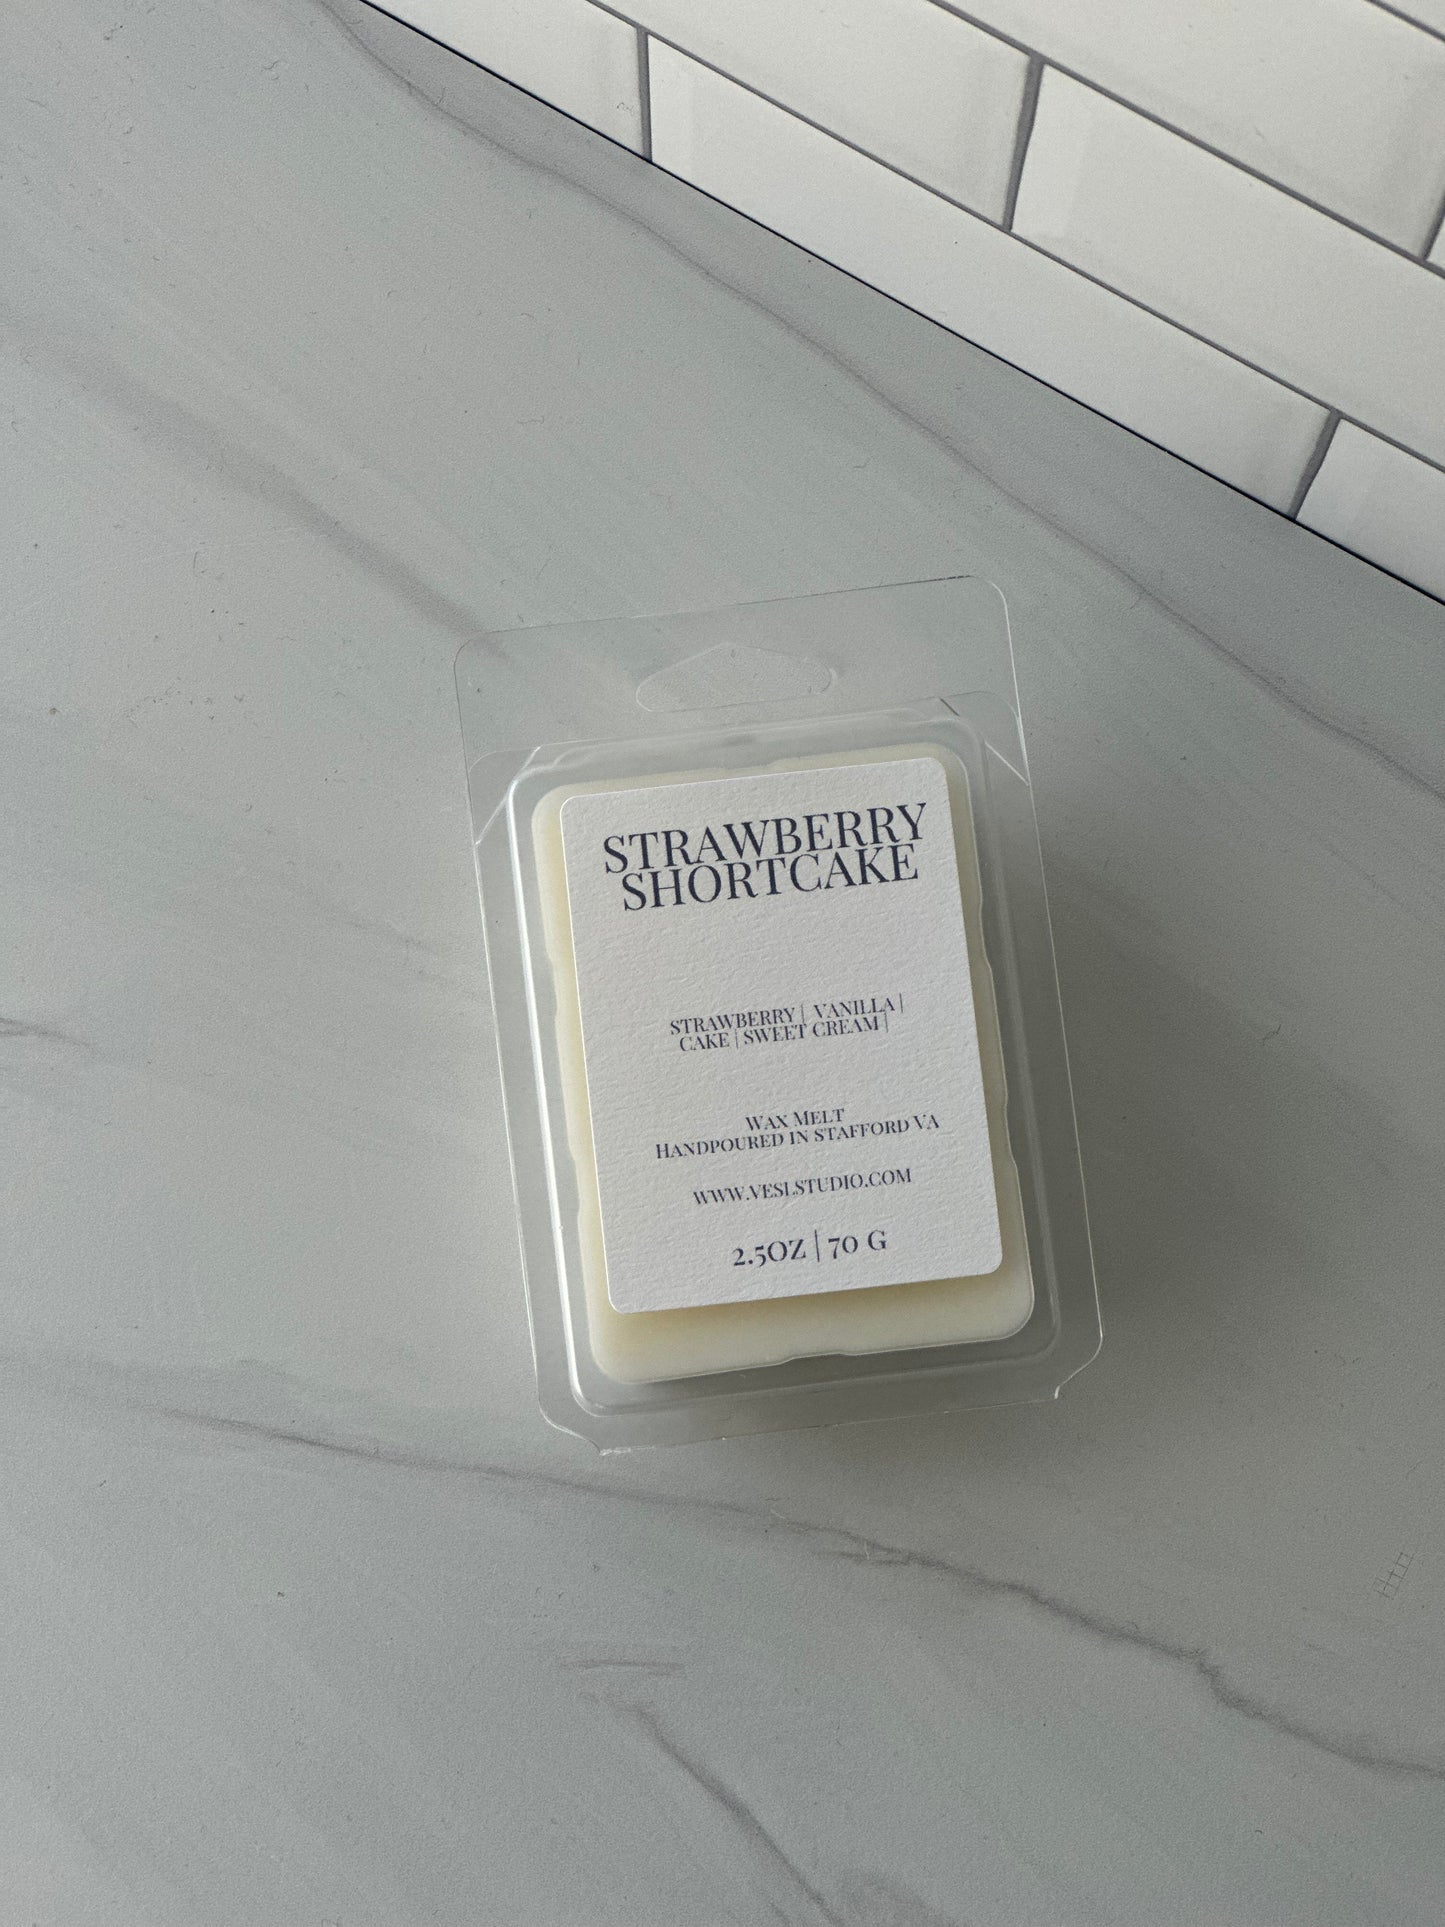 STRAWBERRY
SHORTCAKE
STRAWBERRY | VANILLA |
CAKE | SWEET CREAM |
WAX MELT
HANDPOURED IN STAFFORD VA
WWW.VESLSTUDIO.COM
2.5OZ | 70 G